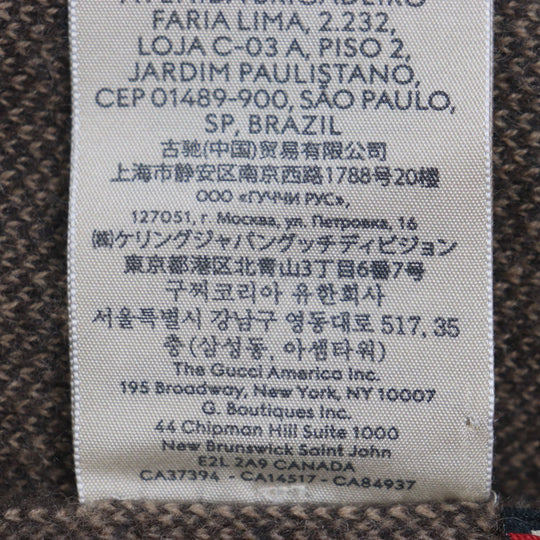 AVENIDA BRIGADEIRO
FARIA LIMA, 2.232,
LOJA C-03 A, PISO 2,
JARDIM PAULISTANO,
CEP 01489-900, SÃO PAULO,
SP, BRAZIL
古驰(中国)贸易有限公司
上海市静安区南京西路1788号20楼
ООО «ГУЧЧИ РУС»,
127051, г. Москва, ул. Петровка, 16
㈱ケリングジャパングッチディビジョン
東京都港区北青山3丁目6番7号
구찌코리아 유한회사
서울특별시 강남구 영동대로 517, 35
층 (삼성동, 아셈타워)
The Gucci America Inc.
195 Broadway, New York, NY 10007
G. Boutiques Inc.
44 Chipman Hill Suite 1000
New Brunswick Saint John
E2L 2A9 CANADA
CA37394 - CA14517 - CA84937